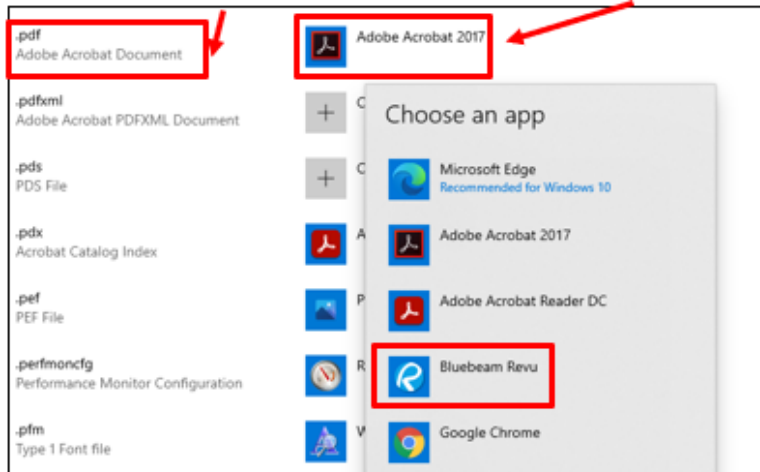 .pdf
Adobe Acrobat Document
Adobe Acrobat 2017
.pdfxml
Adobe Acrobat PDFXML Document
C
.pds
PDS File
C
.pdx
Acrobat Catalog Index
A
.pef
PEF File
P
.perfmoncfg
Performance Monitor Configuration
R
.pfm
Type 1 Font file
Choose an app
Microsoft Edge
Recommended for Windows 10
Adobe Acrobat 2017
Adobe Acrobat Reader DC
Bluebeam Revu
Google Chrome